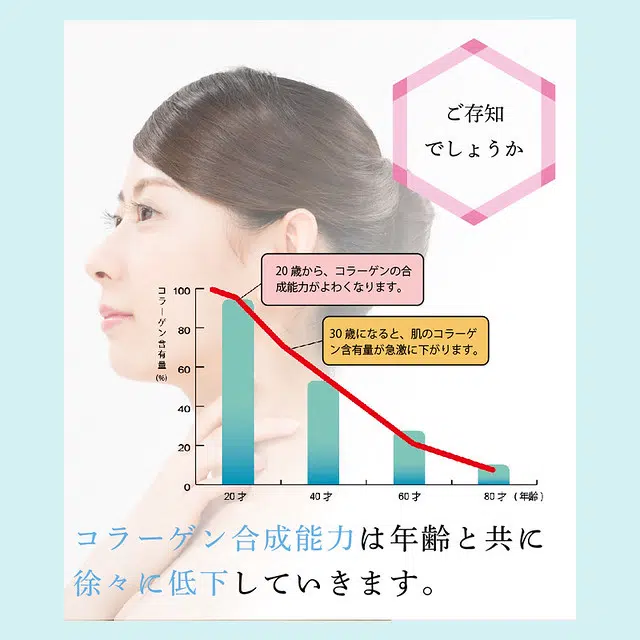 ご存知
でしょうか
20歳から、コラーゲンの合
成能力がよわくなります。
30歳になると、肌のコラーゲ
ン含有量が急激に下がります。
コラーゲン含有量
(%)
100
80
60
40
20
0
20才 40才 60才 80才 (年齢)
コラーゲン合成能力は年齢と共に
徐々に低下していきます。